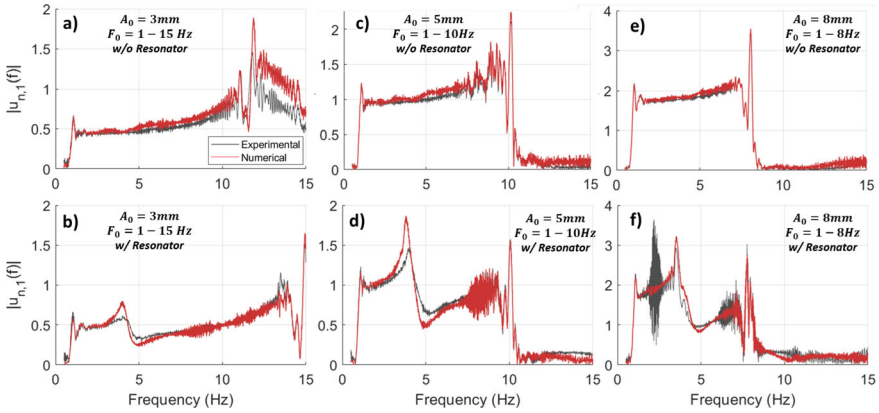 a)
A₀ = 3mm
F₀ = 1 − 15 Hz
w/o Resonator
|uₙ,₁(f)|
2
1.5
1
0.5
0
0 5 10 15
Experimental
Numerical
c)
A₀ = 5mm
F₀ = 1 − 10Hz
w/o Resonator
2
1.5
1
0.5
0
0 5 10 15
e)
A₀ = 8mm
F₀ = 1 − 8Hz
w/o Resonator
4
3
2
1
0
0 5 10 15
b)
A₀ = 3mm
F₀ = 1 − 15 Hz
w/ Resonator
|uₙ,₁(f)|
2
1.5
1
0.5
0
0 5 10 15
Frequency (Hz)
d)
A₀ = 5mm
F₀ = 1 − 10Hz
w/ Resonator
2
1.5
1
0.5
0
0 5 10 15
Frequency (Hz)
f)
A₀ = 8mm
F₀ = 1 − 8Hz
w/ Resonator
4
3
2
1
0
0 5 10 15
Frequency (Hz)